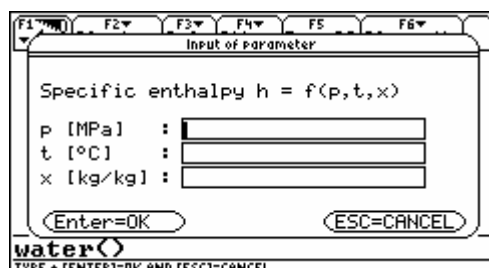 F1 F2▼ F3▼ F4▼ F5 F6▼
Input of parameter
Specific enthalpy h = f(p,t,x)
p [MPa] :
t [ºC] :
x [kg/kg] :
Enter=OK ESC=CANCEL
water()
TYPE + [ENTER]=OK AND [ESC]=CANCEL